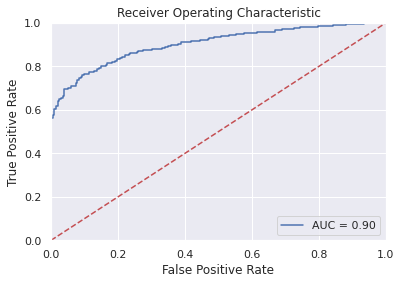 Receiver Operating Characteristic
1.0
0.8
0.6
0.4
0.2
0.0
True Positive Rate
AUC = 0.90
0.0 0.2 0.4 0.6 0.8 1.0
False Positive Rate